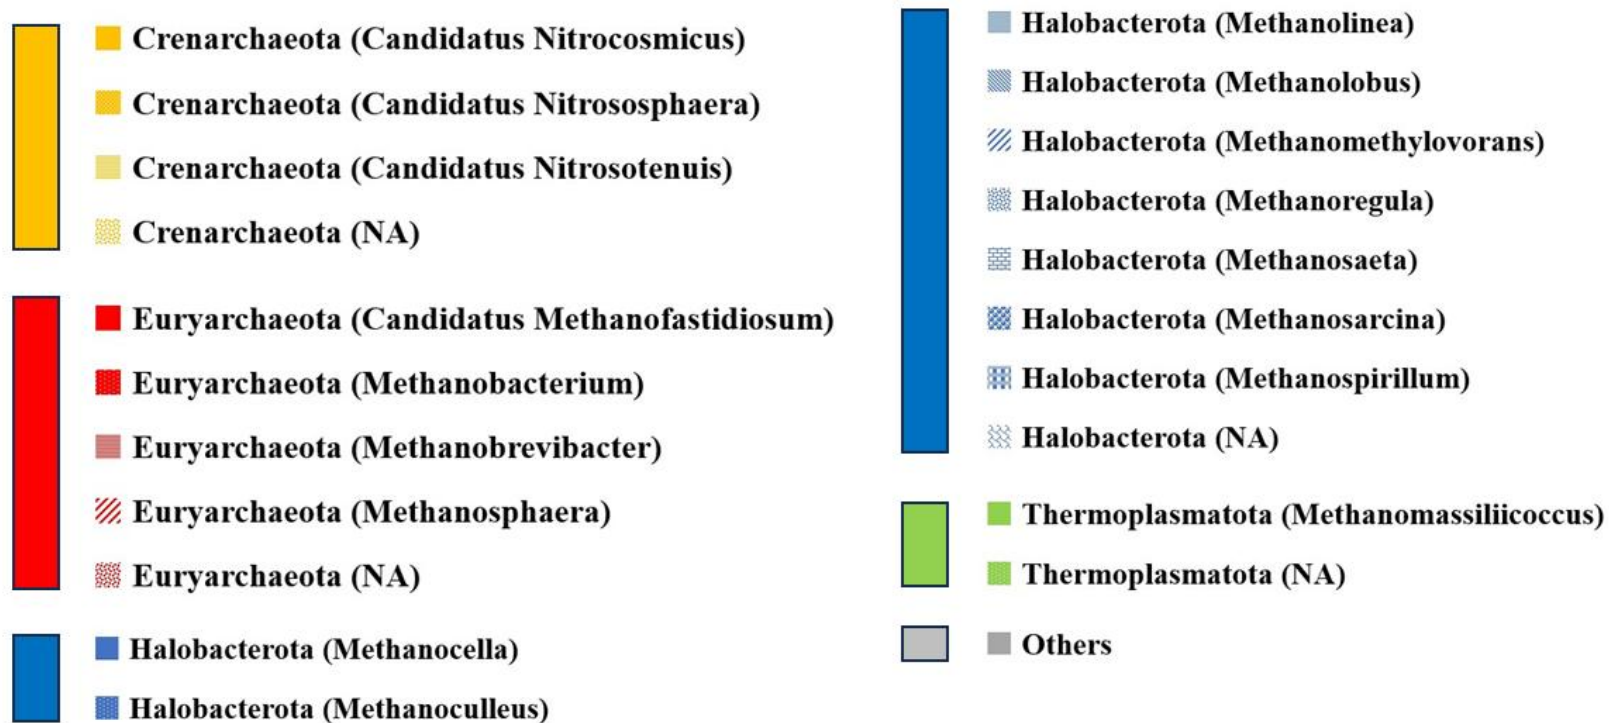 Crenarchaeota (Candidatus Nitrocosmicus)
Crenarchaeota (Candidatus Nitrososphaera)
Crenarchaeota (Candidatus Nitrosotenuis)
Crenarchaeota (NA)
Euryarchaeota (Candidatus Methanofastidiosum)
Euryarchaeota (Methanobacterium)
Euryarchaeota (Methanobrevibacter)
Euryarchaeota (Methanosphaera)
Euryarchaeota (NA)
Halobacterota (Methanocella)
Halobacterota (Methanoculleus)
Halobacterota (Methanolinea)
Halobacterota (Methanolobus)
Halobacterota (Methanomethylovorans)
Halobacterota (Methanoregula)
Halobacterota (Methanosaeta)
Halobacterota (Methanosarcina)
Halobacterota (Methanospirillum)
Halobacterota (NA)
Thermoplasmatota (Methanomassiliicoccus)
Thermoplasmatota (NA)
Others